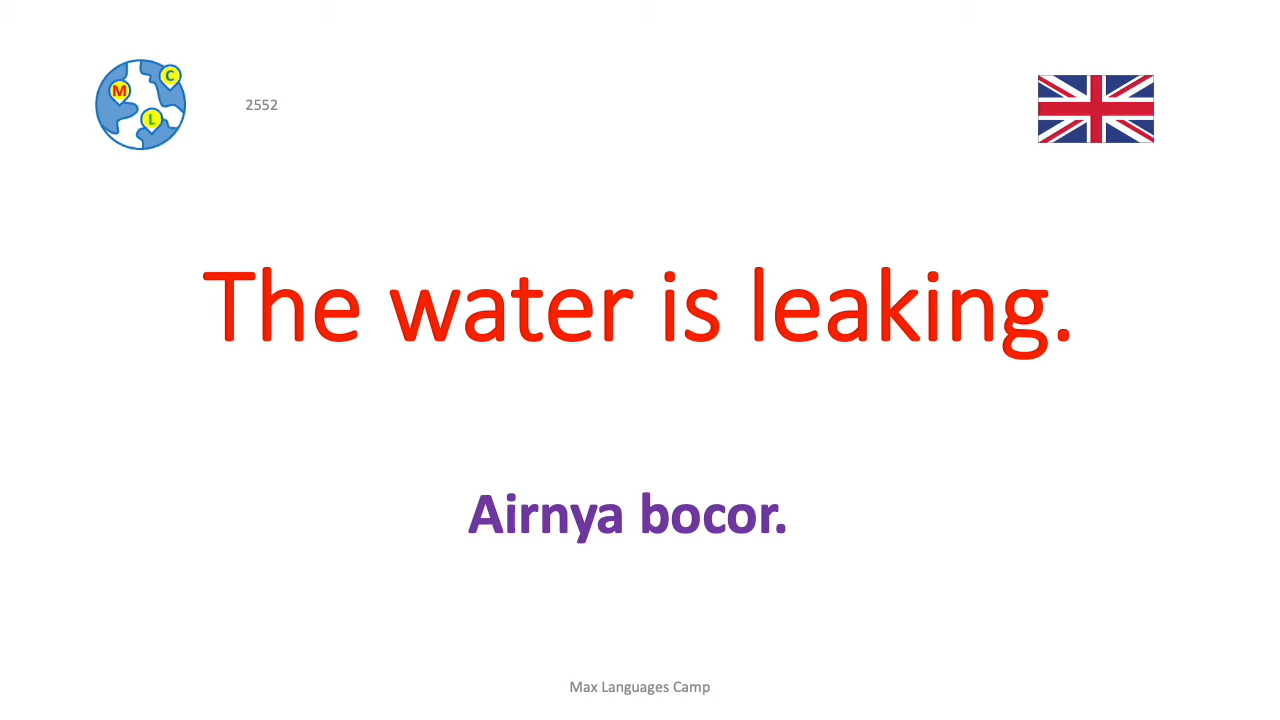 M
C
L
2552
The water is leaking.
Airnya bocor.
Max Languages Camp